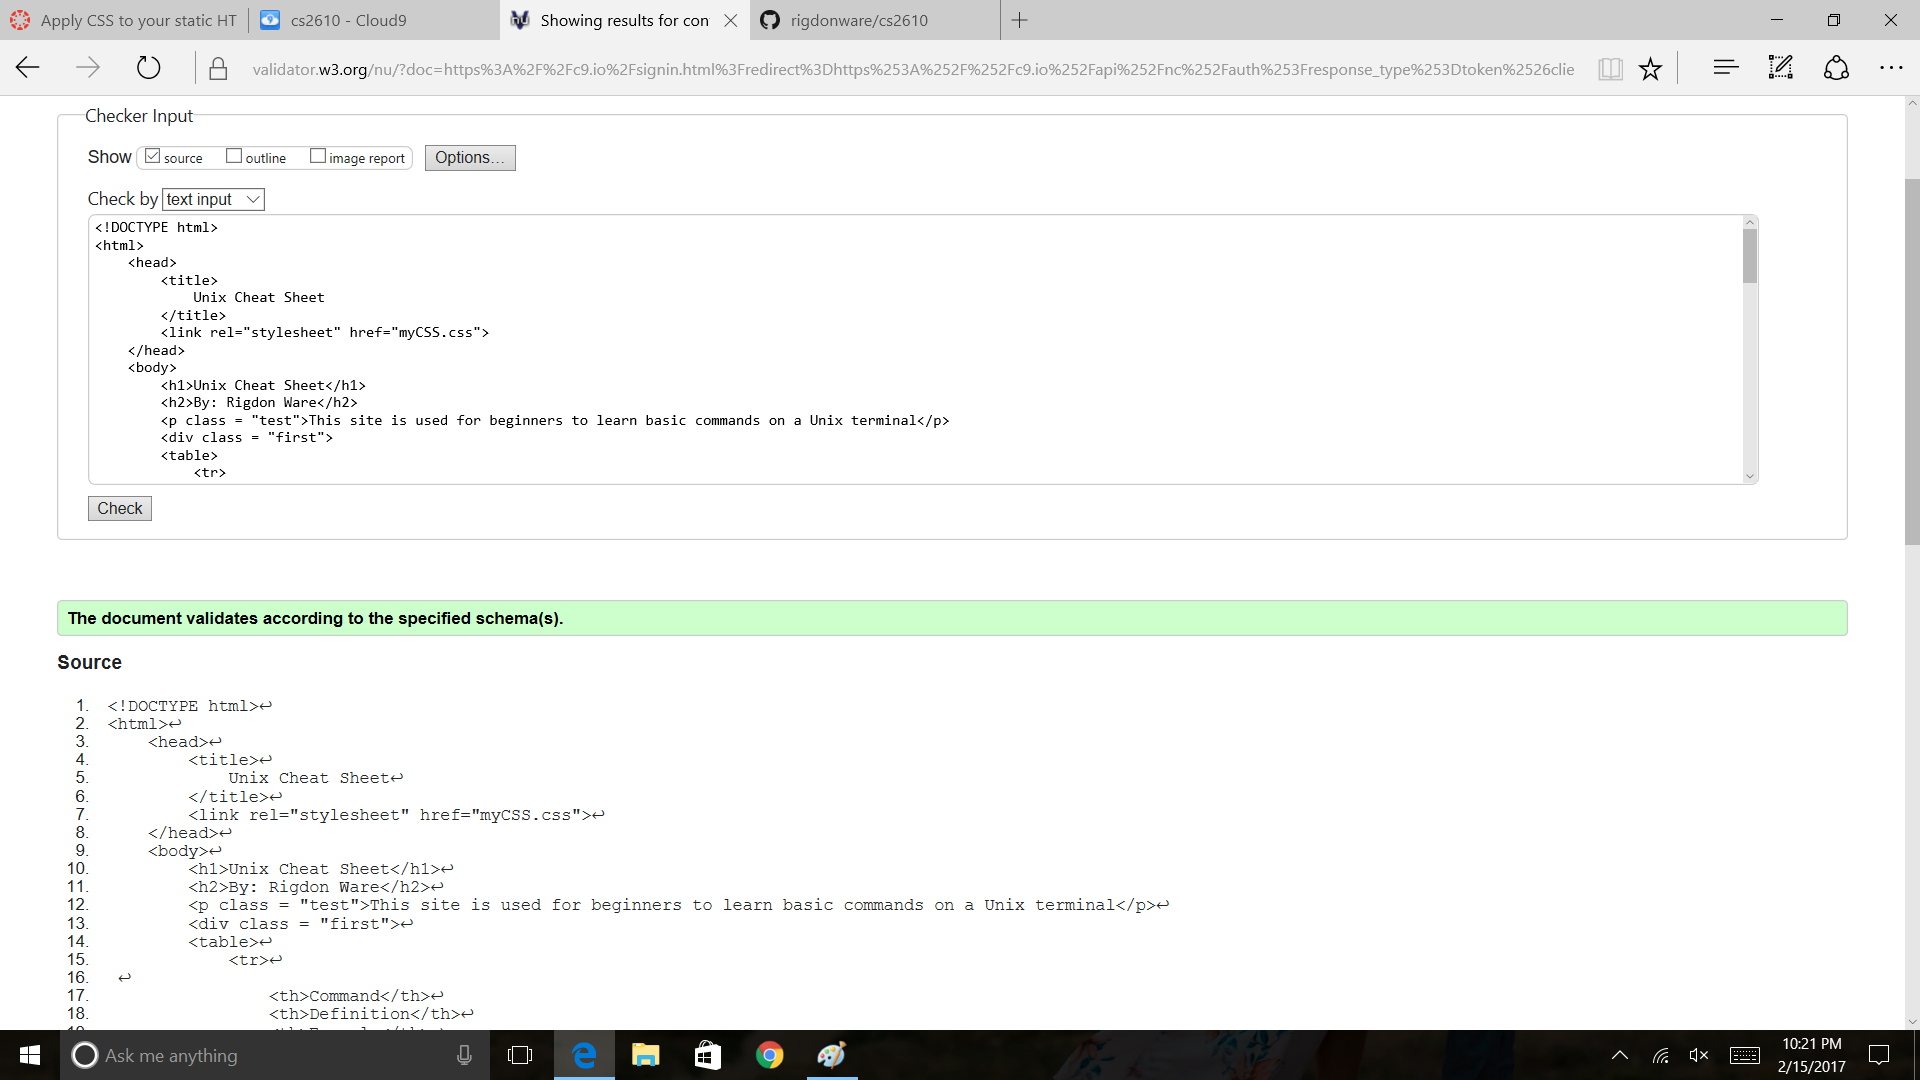 Apply CSS to your static HT
cs2610 - Cloud9
Showing results for con
rigdonware/cs2610
validator.w3.org/nu/?doc=https%3A%2F%2Fc9.io%2Fsignin.html%3Fredirect%3Dhttps%253A%252F%252Fc9.io%252Fapi%252Fnc%252Fauth%253Fresponse_type%253Dtoken%2526clie
Checker Input
Show source outline image report Options...
Check by text input
<!DOCTYPE html>
<html>
    <head>
        <title>
            Unix Cheat Sheet
        </title>
        <link rel="stylesheet" href="myCSS.css">
    </head>
    <body>
        <h1>Unix Cheat Sheet</h1>
        <h2>By: Rigdon Ware</h2>
        <p class = "test">This site is used for beginners to learn basic commands on a Unix terminal</p>
        <div class = "first">
        <table>
            <tr>
Check
The document validates according to the specified schema(s).
Source
1. <!DOCTYPE html>↩
2. <html>↩
3.     <head>↩
4.         <title>↩
5.             Unix Cheat Sheet↩
6.         </title>↩
7.         <link rel="stylesheet" href="myCSS.css">↩
8.     </head>↩
9.     <body>↩
10.         <h1>Unix Cheat Sheet</h1>↩
11.         <h2>By: Rigdon Ware</h2>↩
12.         <p class = "test">This site is used for beginners to learn basic commands on a Unix terminal</p>↩
13.         <div class = "first">↩
14.         <table>↩
15.             <tr>↩
16. ↩
17.                 <th>Command</th>↩
18.                 <th>Definition</th>↩
Ask me anything
10:21 PM
2/15/2017